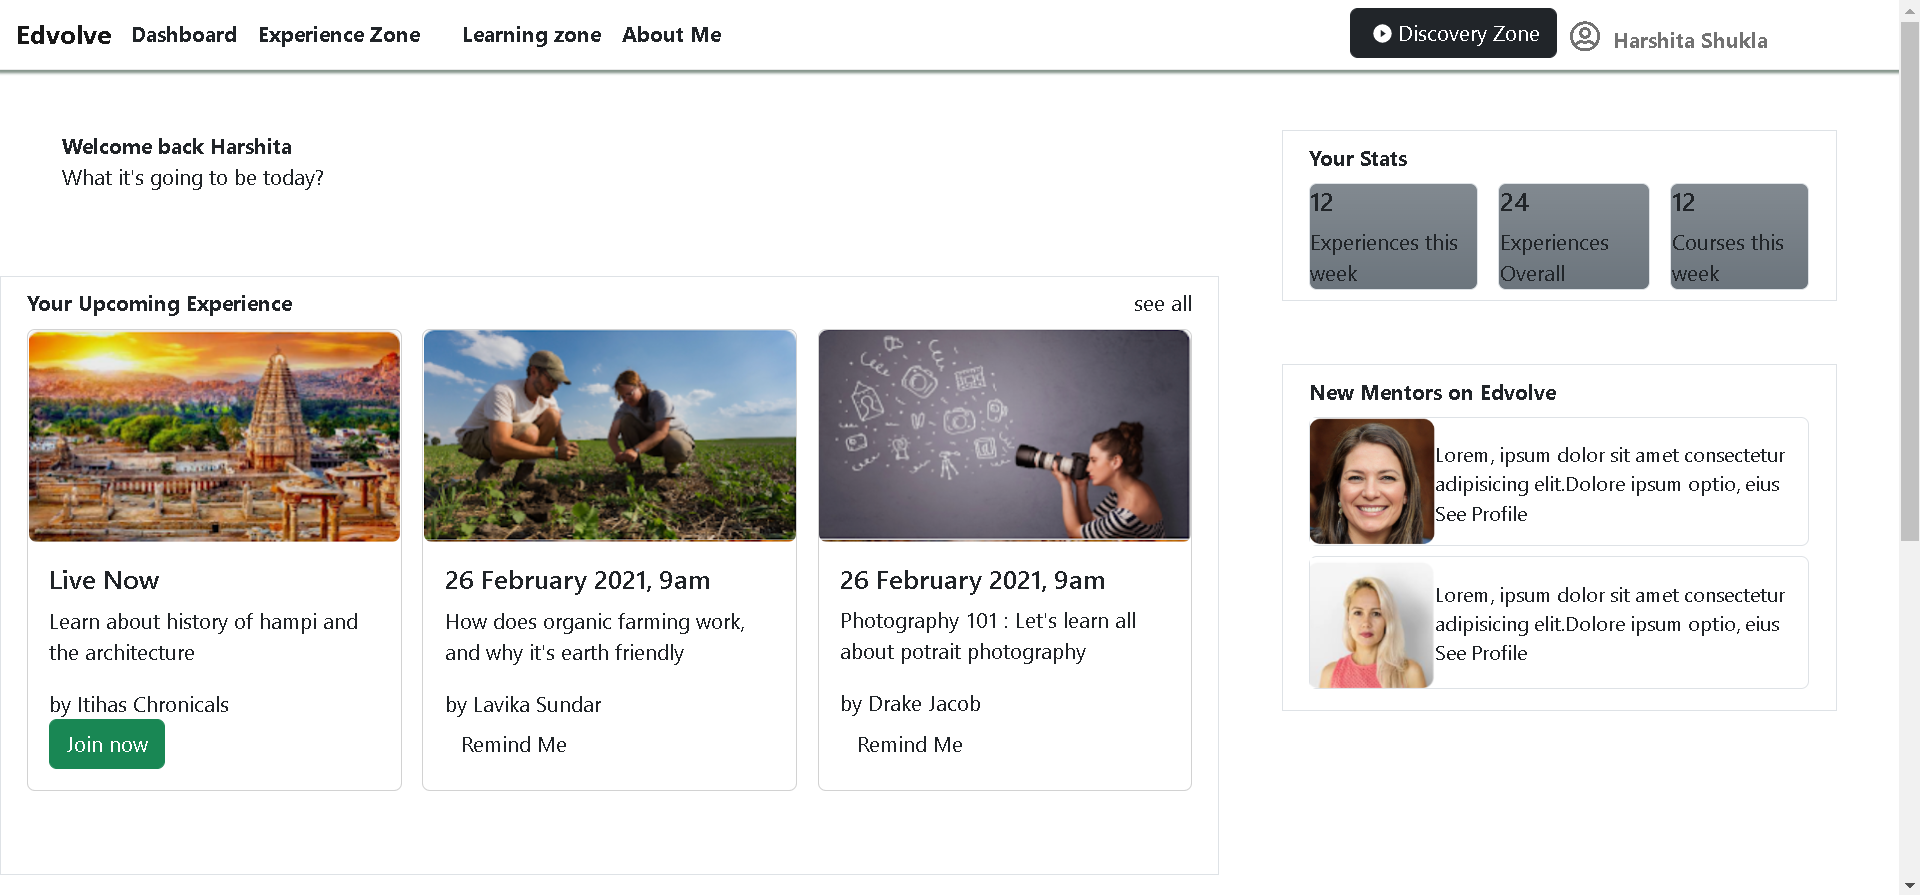 Edvolve Dashboard Experience Zone Learning zone About Me Discovery Zone Harshita Shukla
Welcome back Harshita
What it's going to be today?
Your Stats
12
Experiences this
week
24
Experiences
Overall
12
Courses this
week
Your Upcoming Experience see all
Live Now
Learn about history of hampi and
the architecture
by Itihas Chronicals
Join now
26 February 2021, 9am
How does organic farming work,
and why it's earth friendly
by Lavika Sundar
Remind Me
26 February 2021, 9am
Photography 101 : Let's learn all
about potrait photography
by Drake Jacob
Remind Me
New Mentors on Edvolve
Lorem, ipsum dolor sit amet consectetur
adipisicing elit.Dolore ipsum optio, eius
See Profile
Lorem, ipsum dolor sit amet consectetur
adipisicing elit.Dolore ipsum optio, eius
See Profile